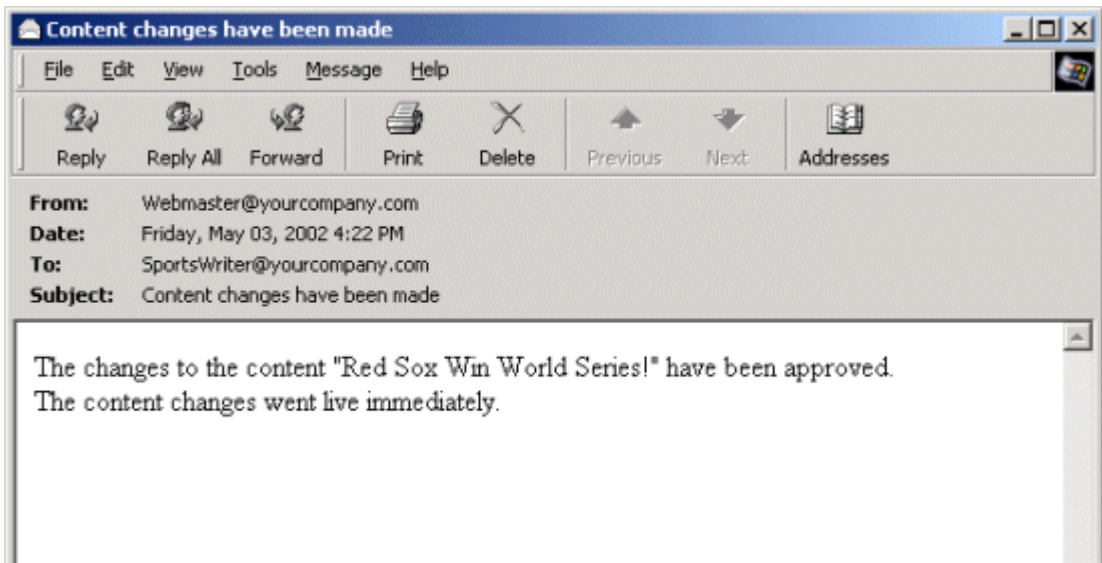 Content changes have been made
File Edit View Tools Message Help
Reply Reply All Forward Print Delete Previous Next Addresses
From: Webmaster@yourcompany.com
Date: Friday, May 03, 2002 4:22 PM
To: SportsWriter@yourcompany.com
Subject: Content changes have been made
The changes to the content "Red Sox Win World Series!" have been approved.
The content changes went live immediately.